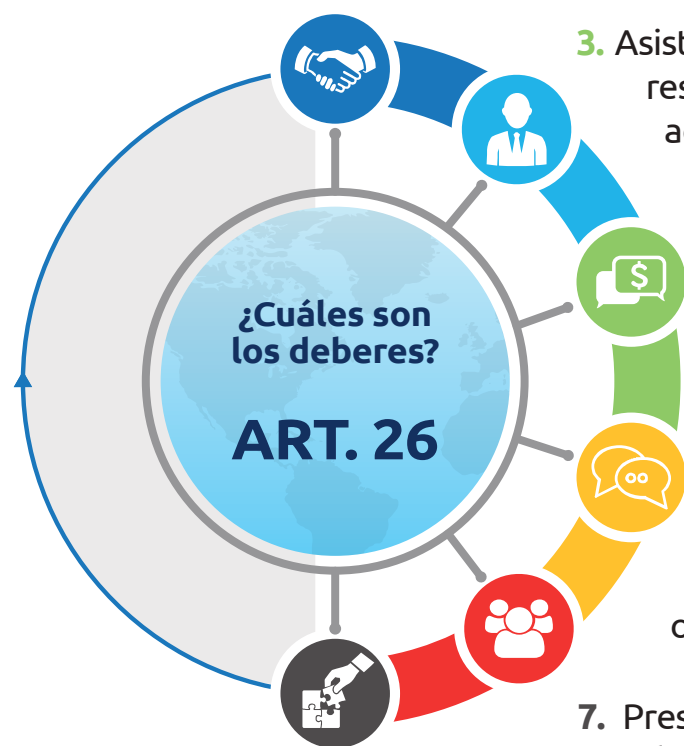 3. Asist
res
a
¿Cuáles son
los deberes?
ART. 26
$
o
7. Pres